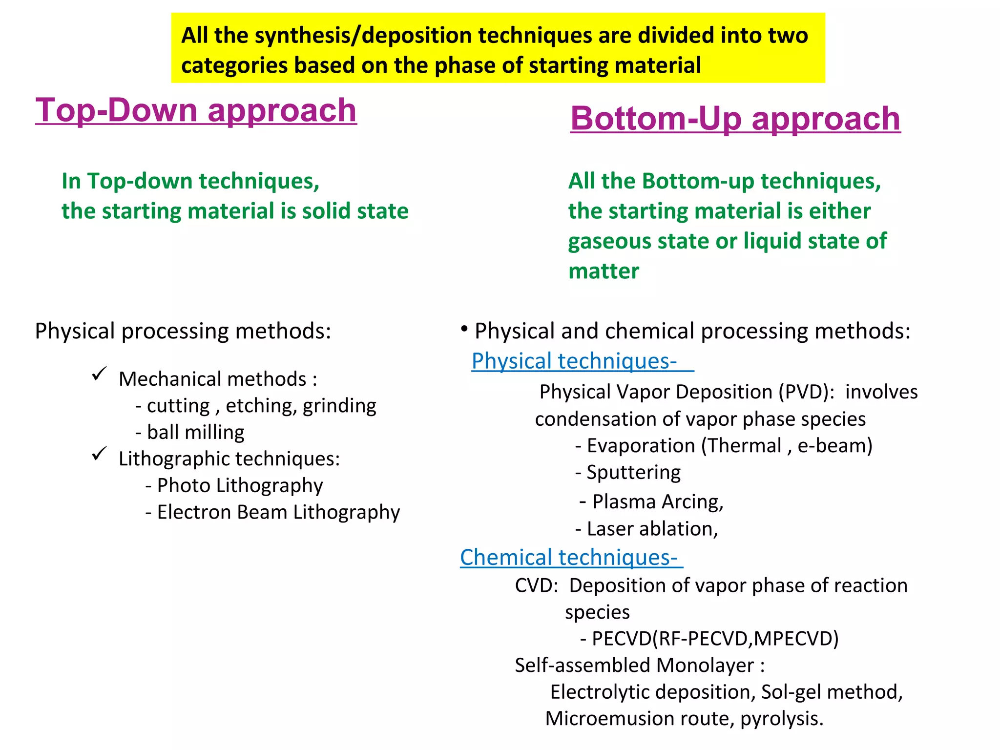 All the synthesis/deposition techniques are divided into two
categories based on the phase of starting material
Top-Down approach
In Top-down techniques,
the starting material is solid state
Physical processing methods:
✓ Mechanical methods :
- cutting , etching, grinding
- ball milling
✓ Lithographic techniques:
- Photo Lithography
- Electron Beam Lithography
Bottom-Up approach
All the Bottom-up techniques,
the starting material is either
gaseous state or liquid state of
matter
• Physical and chemical processing methods:
Physical techniques-
Physical Vapor Deposition (PVD): involves
condensation of vapor phase species
- Evaporation (Thermal , e-beam)
- Sputtering
- Plasma Arcing,
- Laser ablation,
Chemical techniques-
CVD: Deposition of vapor phase of reaction
species
- PECVD(RF-PECVD,MPECVD)
Self-assembled Monolayer :
Electrolytic deposition, Sol-gel method,
Microemusion route, pyrolysis.